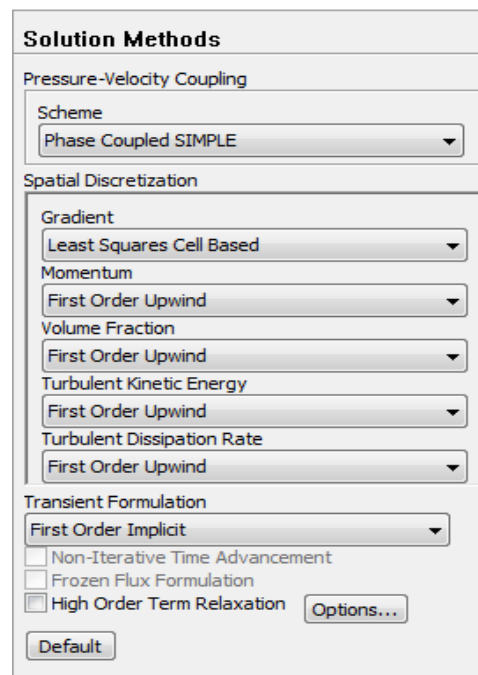 Solution Methods
Pressure-Velocity Coupling
Scheme
Phase Coupled SIMPLE
Spatial Discretization
Gradient
Least Squares Cell Based
Momentum
First Order Upwind
Volume Fraction
First Order Upwind
Turbulent Kinetic Energy
First Order Upwind
Turbulent Dissipation Rate
First Order Upwind
Transient Formulation
First Order Implicit
Non-Iterative Time Advancement
Frozen Flux Formulation
High Order Term Relaxation Options...
Default